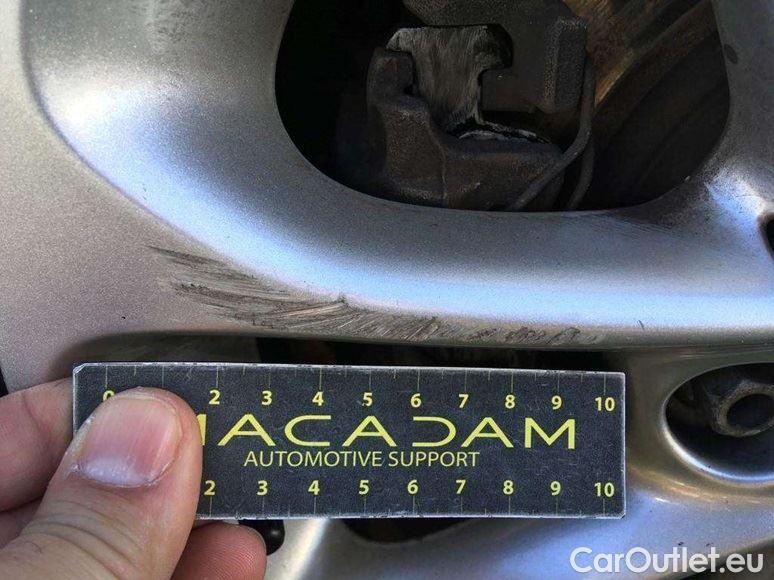 0 2 3 4 5 6 7 8 9 10
MACADAM
AUTOMOTIVE SUPPORT
2 3 4 5 6 7 8 9 10
CarOutlet.eu